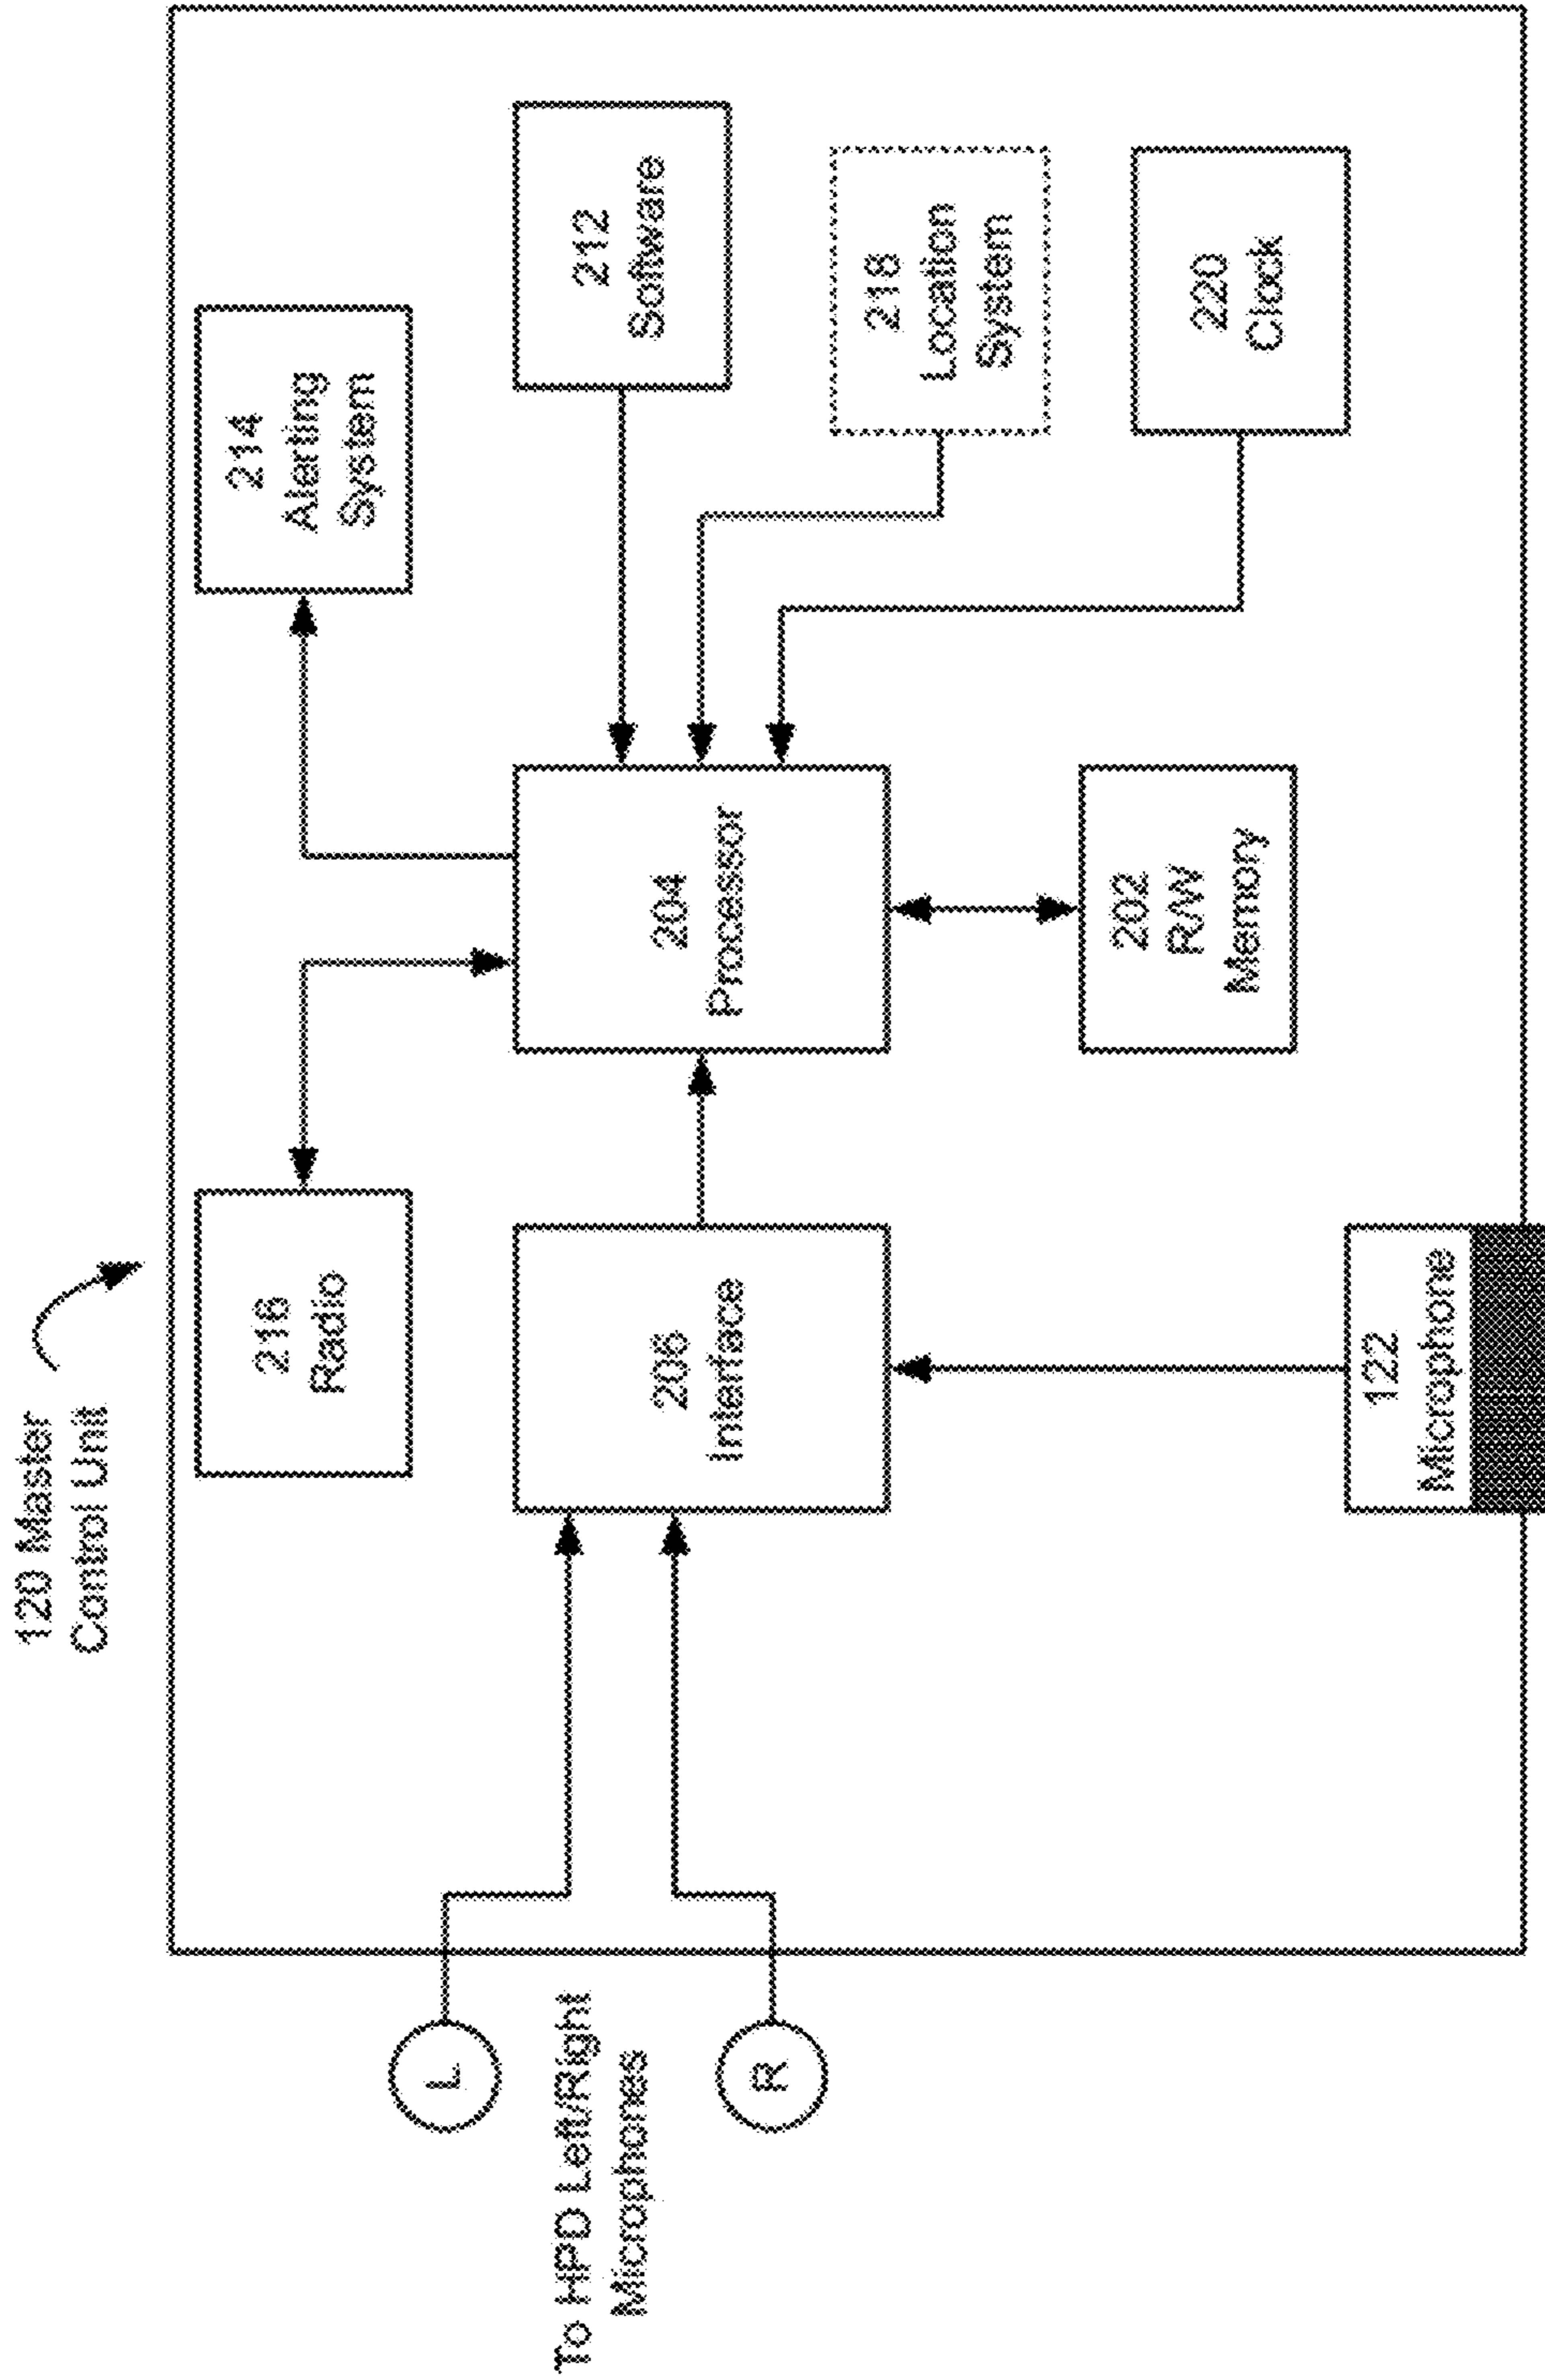 120 Master
Control Unit
216
Radio
214
Alerting
System
206
Interface
204
Processor
212
Software
218
Location
System
220
Clock
202
R/W
Memory
122
Microphone
L
To HPD Left/Right
Microphones
R